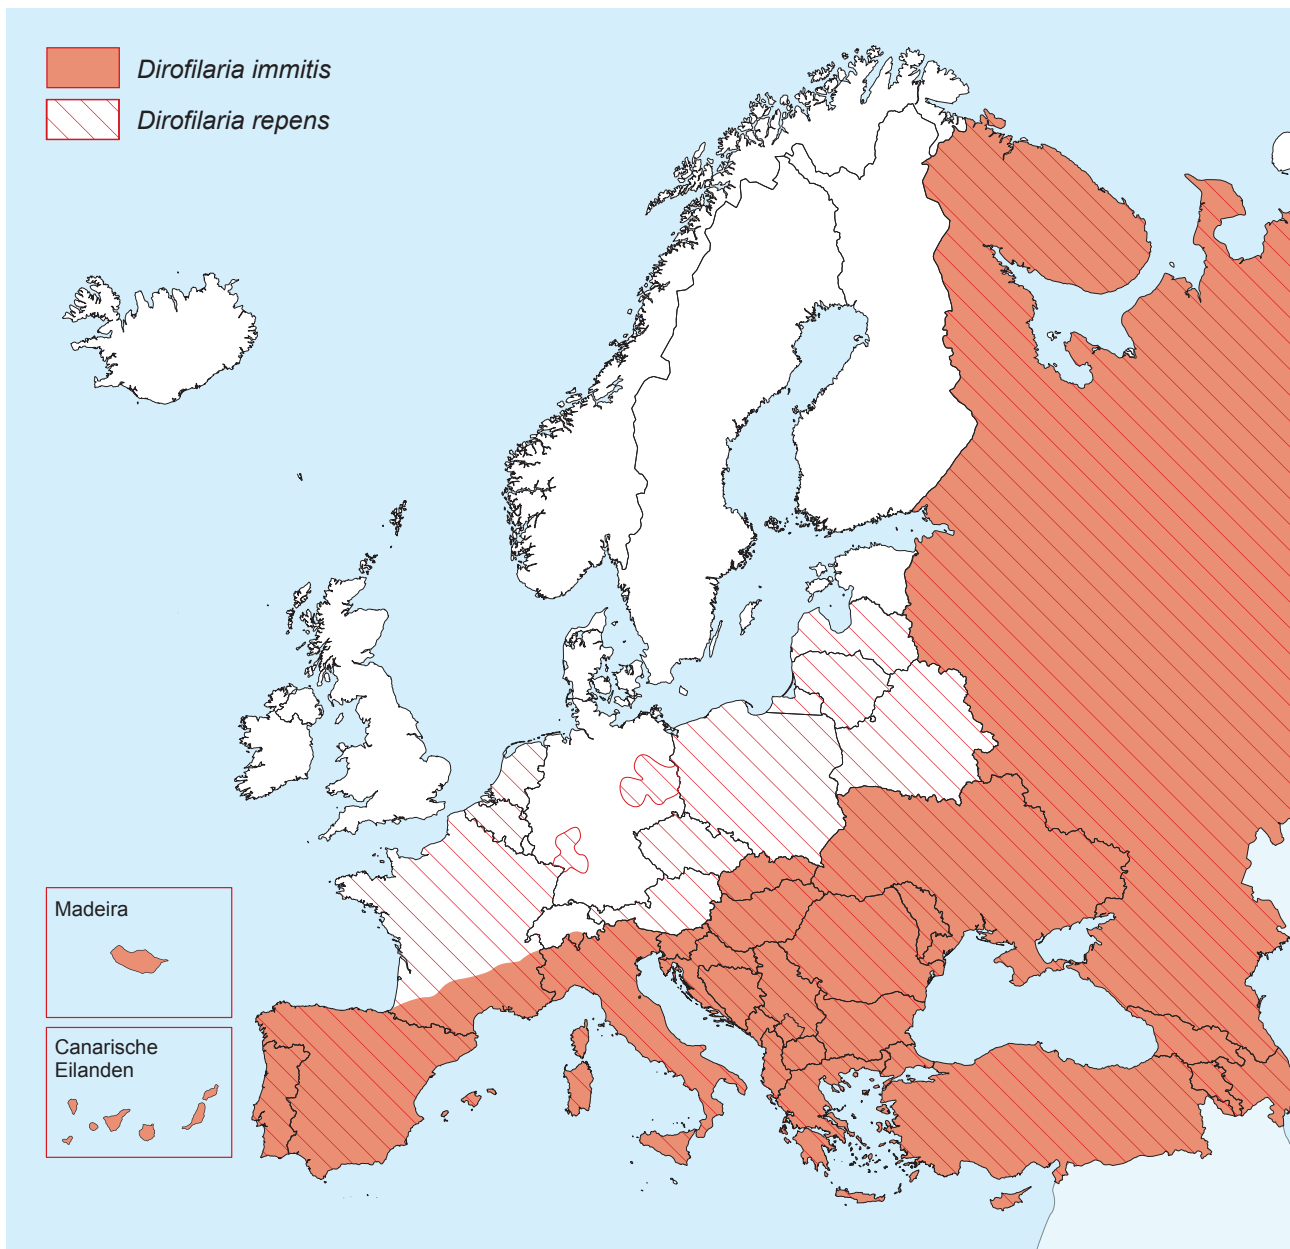 Dirofilaria immitis
Dirofilaria repens
Madeira
Canarische
Eilanden